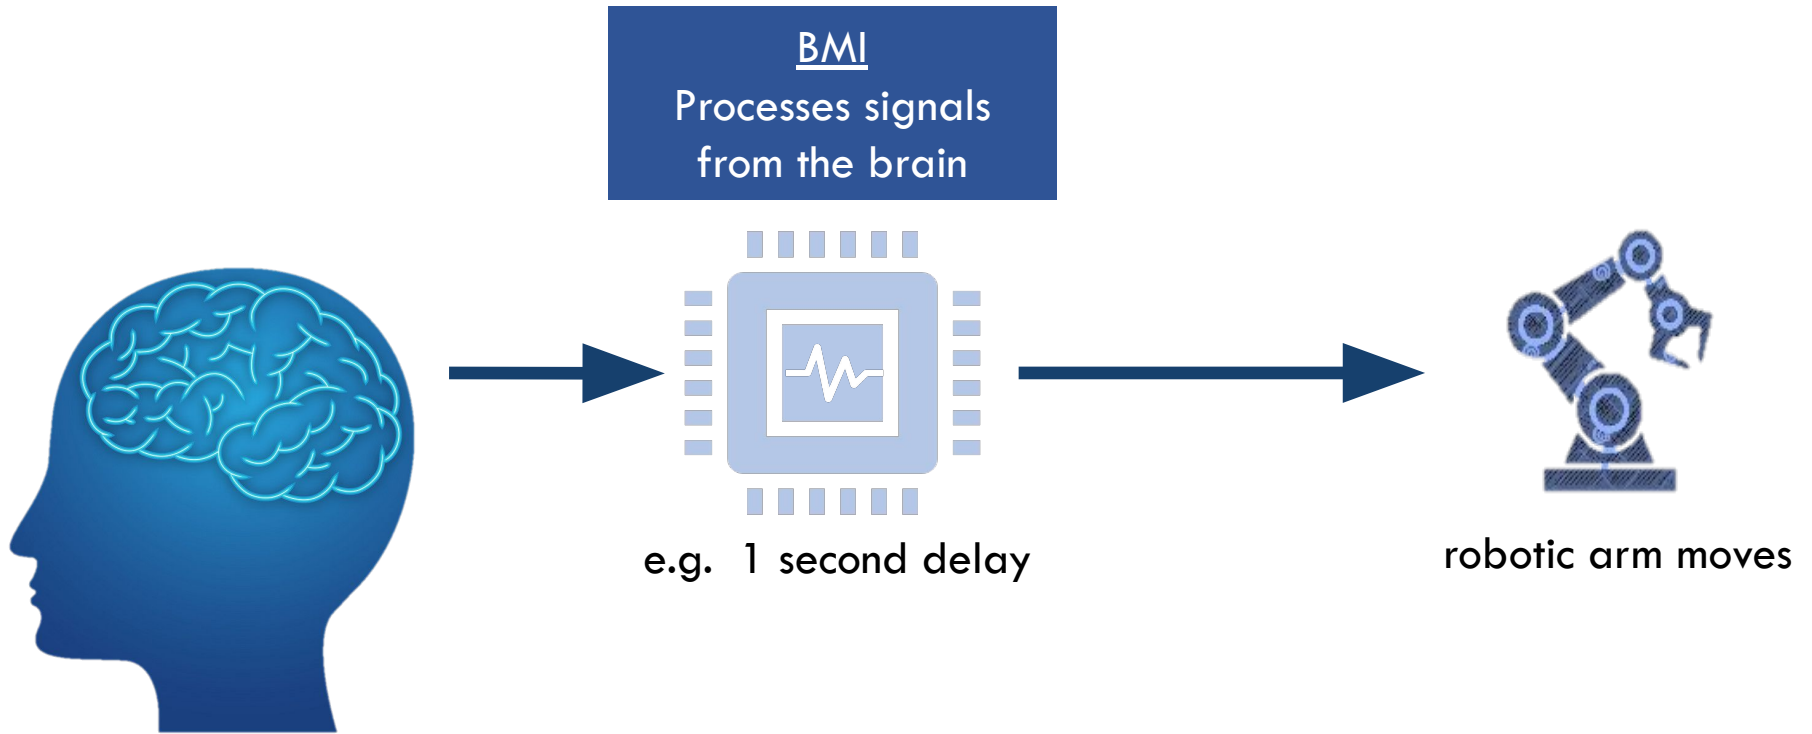 BMI
Processes signals
from the brain
e.g. 1 second delay
robotic arm moves